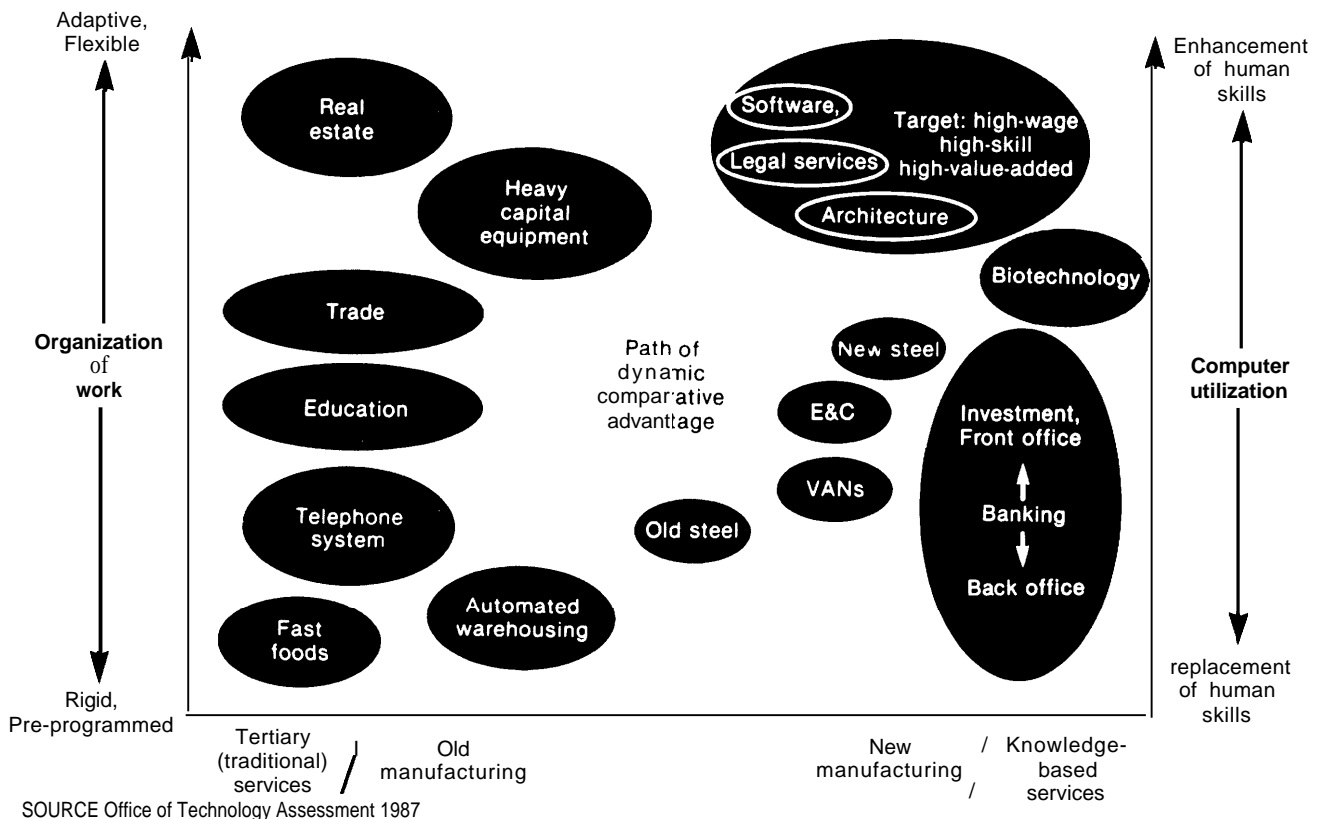 Adaptive,
Flexible
Enhancement
of human
skills
Real
estate
Software,
Legal services
Architecture
Target: high-wage
high-skill
high-value-added
Heavy
capital
equipment
Biotechnology
Trade
Organization
of
work
Path of
dynamic
comparative
advantage
New steel
Computer
utilization
Education
E&C
Investment,
Front office
Banking
Back office
VANs
Telephone
system
Old steel
Automated
warehousing
Fast
foods
Rigid,
Pre-programmed
replacement
of human
skills
Tertiary
(traditional)
services
/
Old
manufacturing
New
manufacturing
/
/
Knowledge-
based
services
SOURCE Office of Technology Assessment 1987